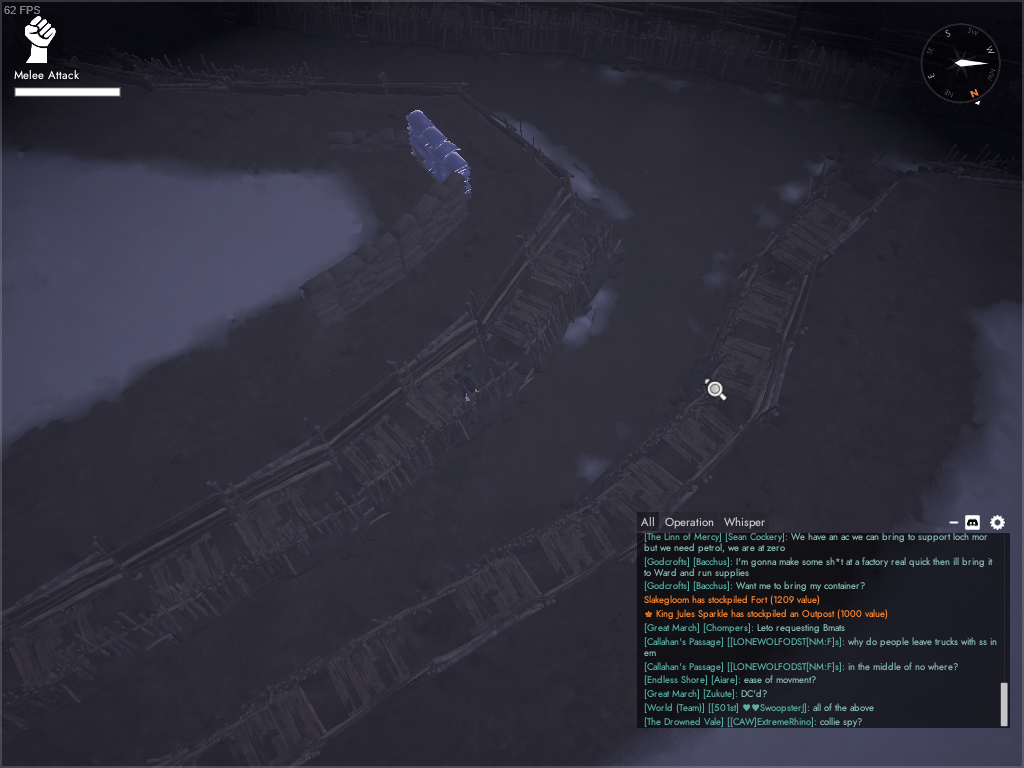 62 FPS
Melee Attack
S
SW
W
NW
N
NE
E
SE
All Operation Whisper
[The Linn of Mercy] [Sean Cockery]: We have an ac we can bring to support loch mor
but we need petrol, we are at zero
[Godcrofts] [Bacchus]: I'm gonna make some sh*t at a factory real quick then ill bring it
to Ward and run supplies
[Godcrofts] [Bacchus]: Want me to bring my container?
Slakegloom has stockpiled Fort (1209 value)
King Jules Sparkle has stockpiled an Outpost (1000 value)
[Great March] [Chompers]: Leto requesting Bmats
[Callahan's Passage] [[LONEWOLFODST[NM:F]s]: why do people leave trucks with ss in
em
[Callahan's Passage] [[LONEWOLFODST[NM:F]s]: in the middle of no where?
[Endless Shore] [Aiare]: ease of movment?
[Great March] [Zukute]: DC'd?
[World (Team)] [[501st] ♥♥SwoopsterJ]: all of the above
[The Drowned Vale] [[CAW]ExtremeRhino]: collie spy?